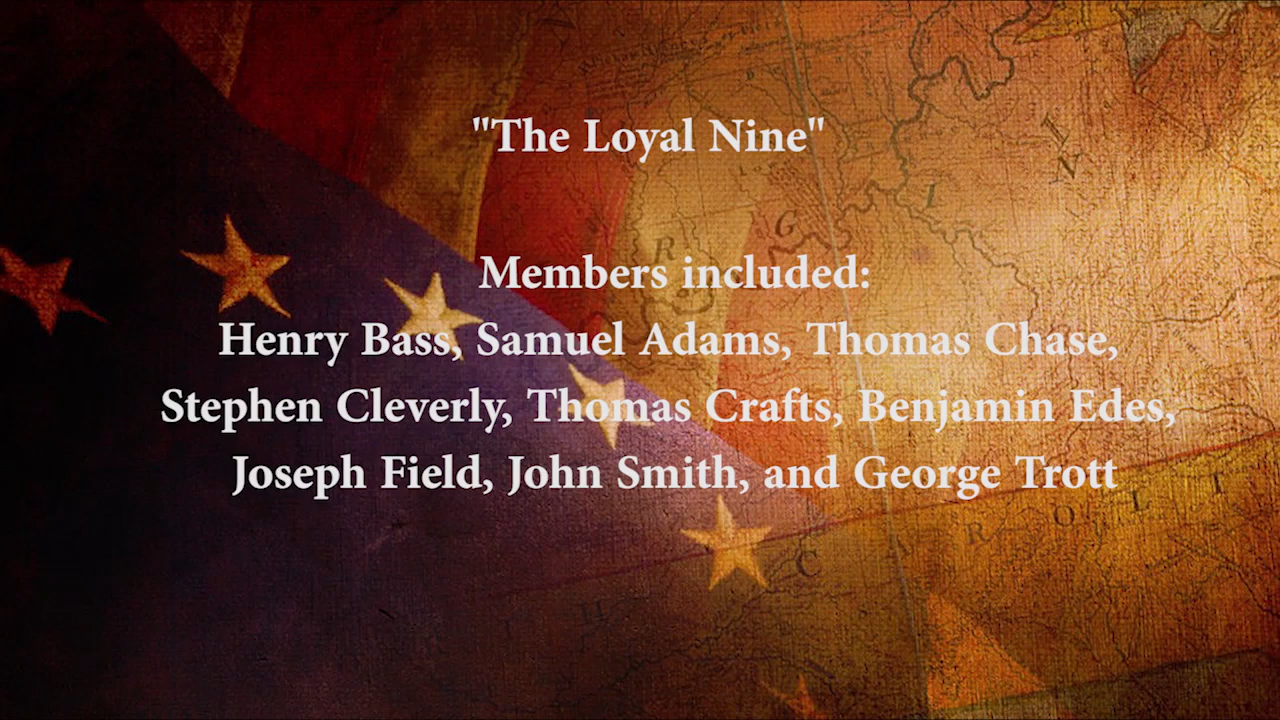 "The Loyal Nine"
Members included:
Henry Bass, Samuel Adams, Thomas Chase,
Stephen Cleverly, Thomas Crafts, Benjamin Edes,
Joseph Field, John Smith, and George Trott